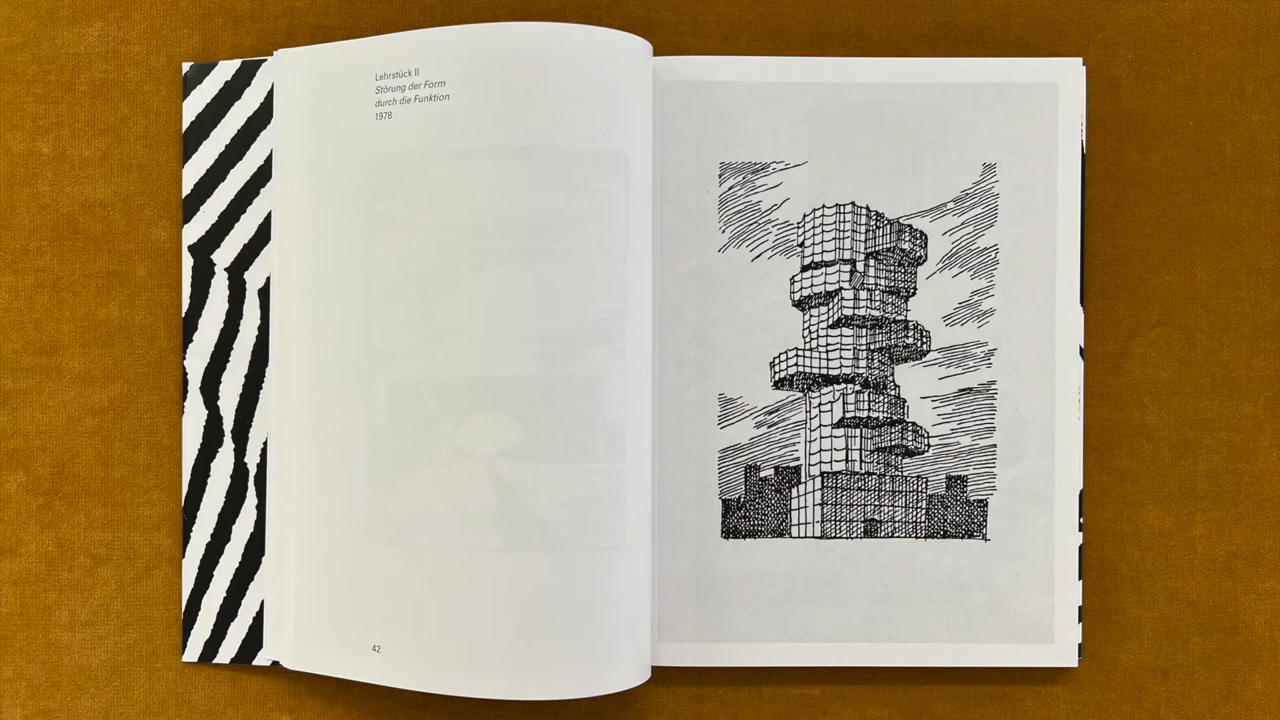 Lehrstück II
Störung der Form
durch die Funktion
1978
42